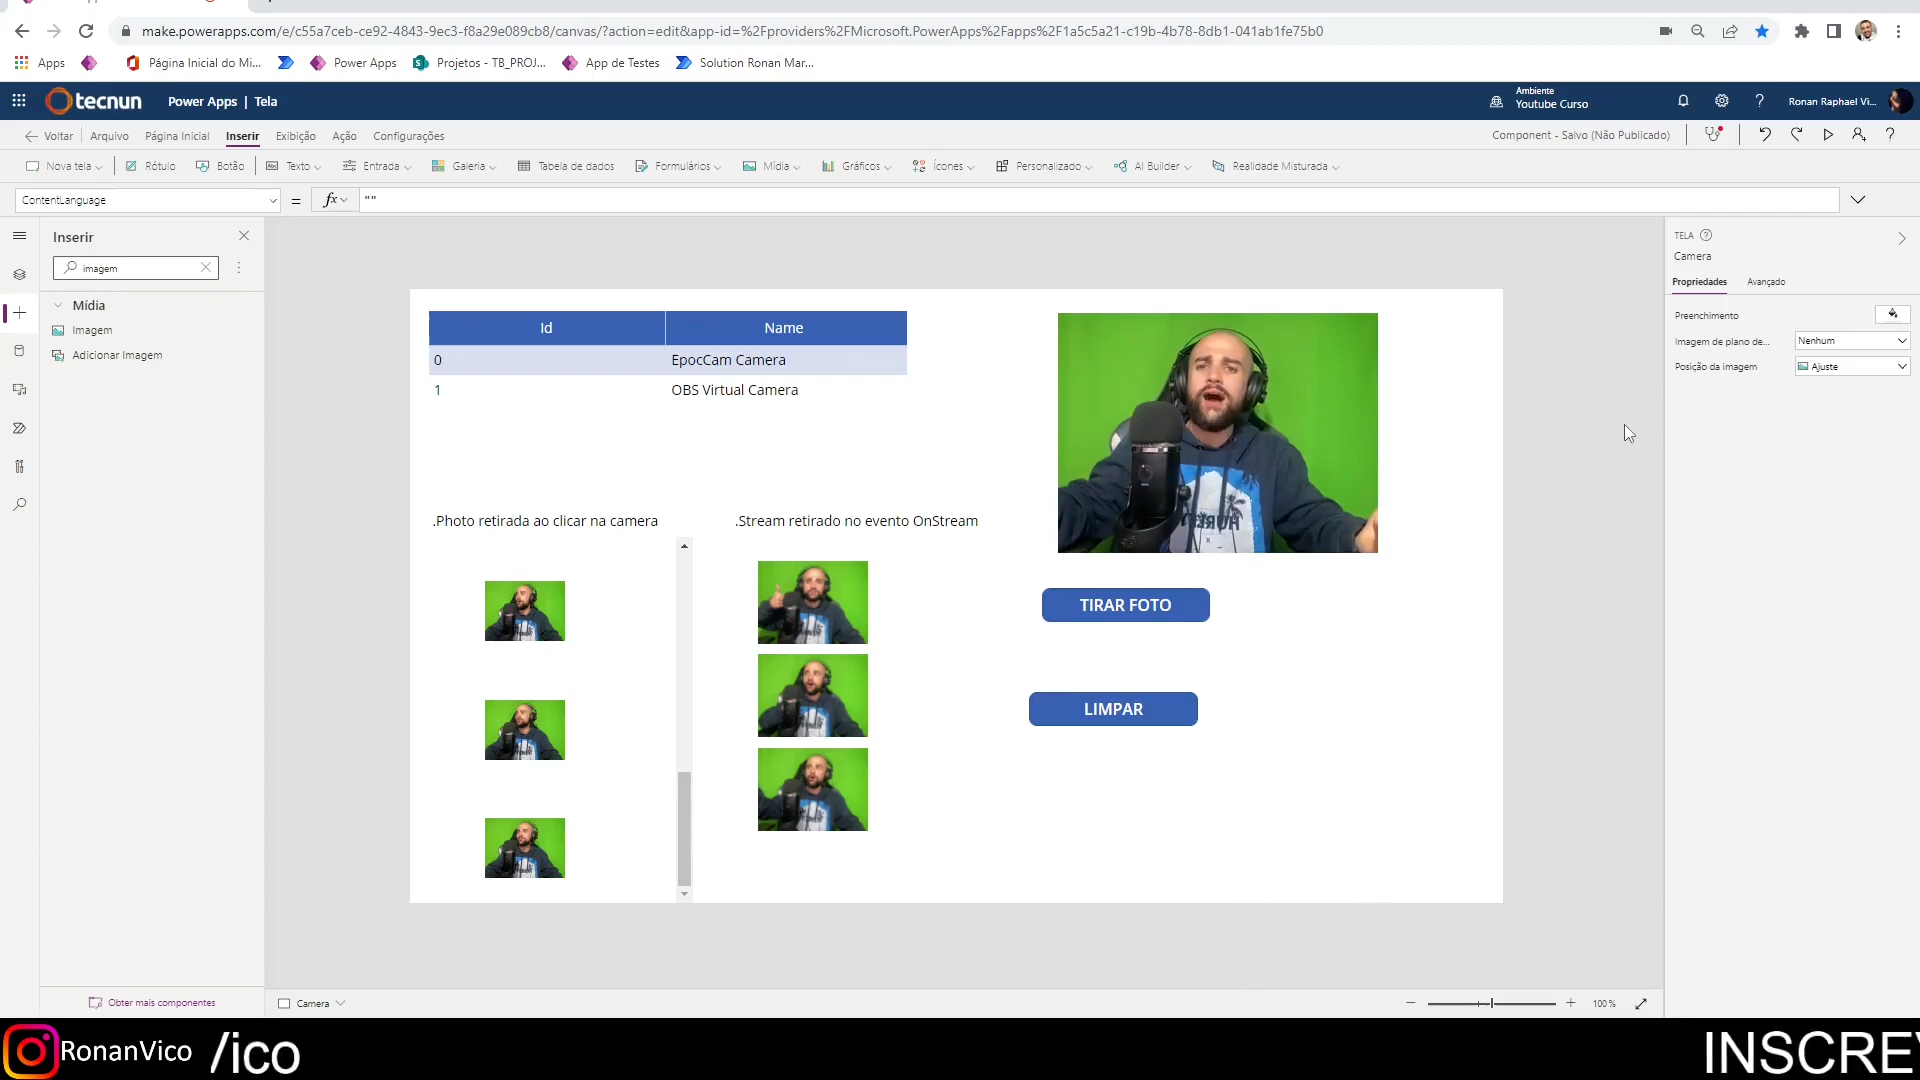 make.powerapps.com/e/c55a7ceb-ce92-4843-9ec3-f8a29e089cb8/canvas/?action=edit&app-id=%2Fproviders%2FMicrosoft.PowerApps%2Fapps%2F1a5c5a21-c19b-4b78-8db1-041ab1fe75b0
Apps Página Inicial do Mi... Power Apps Projetos - TB_PROJ... App de Testes Solution Ronan Mar...
tecnun Power Apps | Tela Ambiente
Youtube Curso Ronan Raphael Vi...
Voltar Arquivo Página Inicial Inserir Exibição Ação Configurações Component - Salvo (Não Publicado)
Nova tela Rótulo Botão Texto Entrada Galeria Tabela de dados Formulários Mídia Gráficos Ícones Personalizado AI Builder Realidade Misturada
ContentLanguage = fx ""
Inserir
imagem
Mídia
Imagem
Adicionar Imagem
Obter mais componentes
Id Name
0 EpocCam Camera
1 OBS Virtual Camera
.Photo retirada ao clicar na camera .Stream retirado no evento OnStream
TIRAR FOTO
LIMPAR
TELA
Camera
Propriedades Avançado
Preenchimento
Imagem de plano de... Nenhum
Posição da imagem Ajuste
Camera 100 %
RonanVico /ico INSCREV